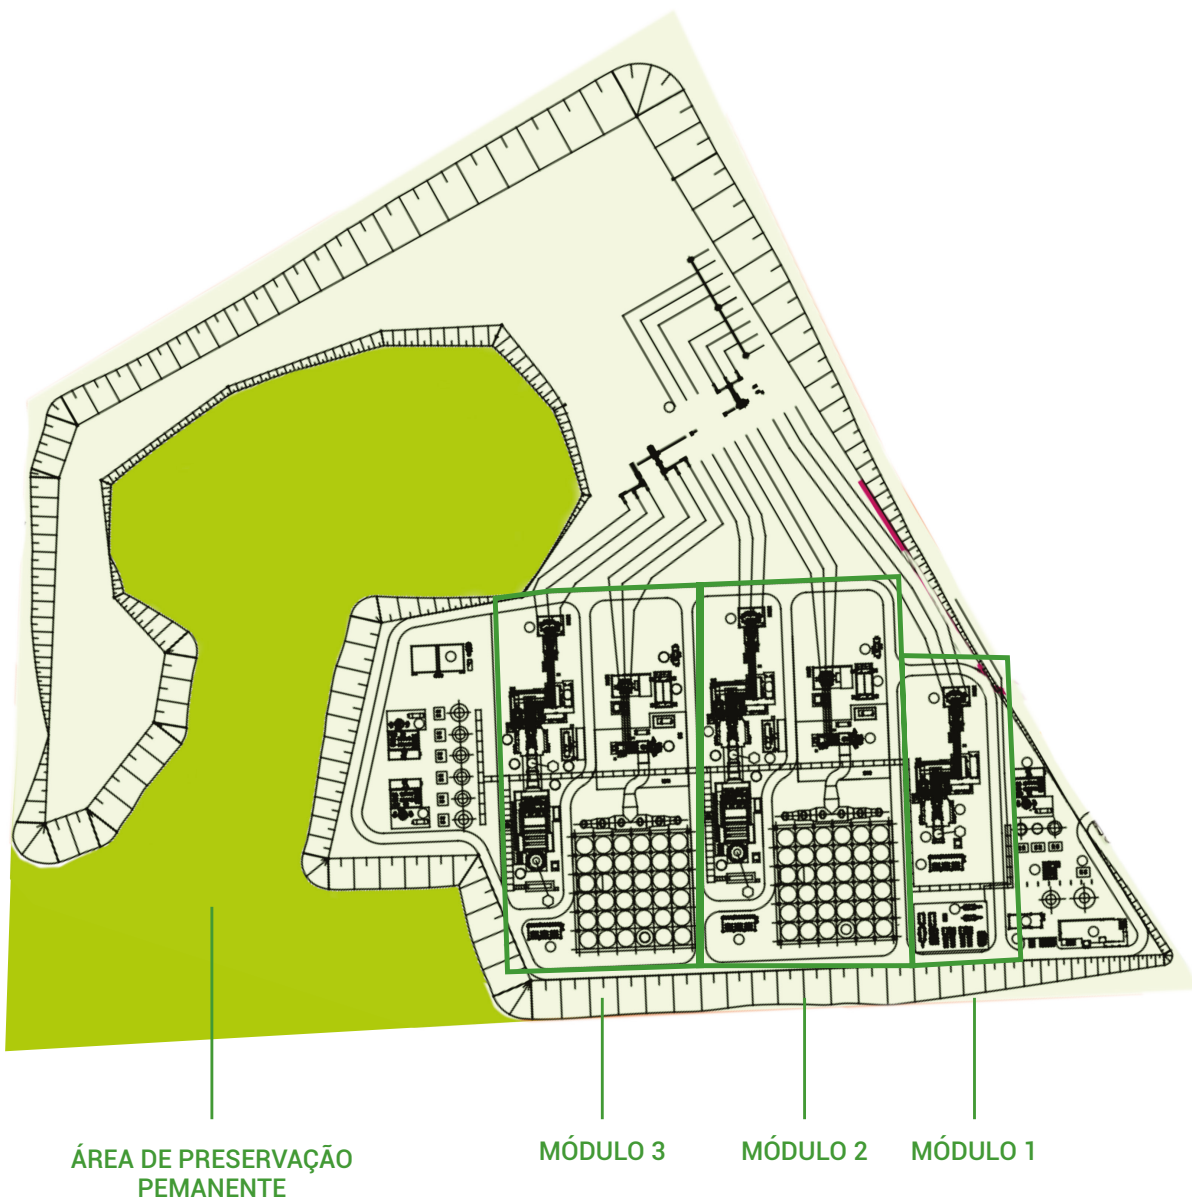 ÁREA DE PRESERVAÇÃO
PEMANENTE
MÓDULO 3
MÓDULO 2
MÓDULO 1